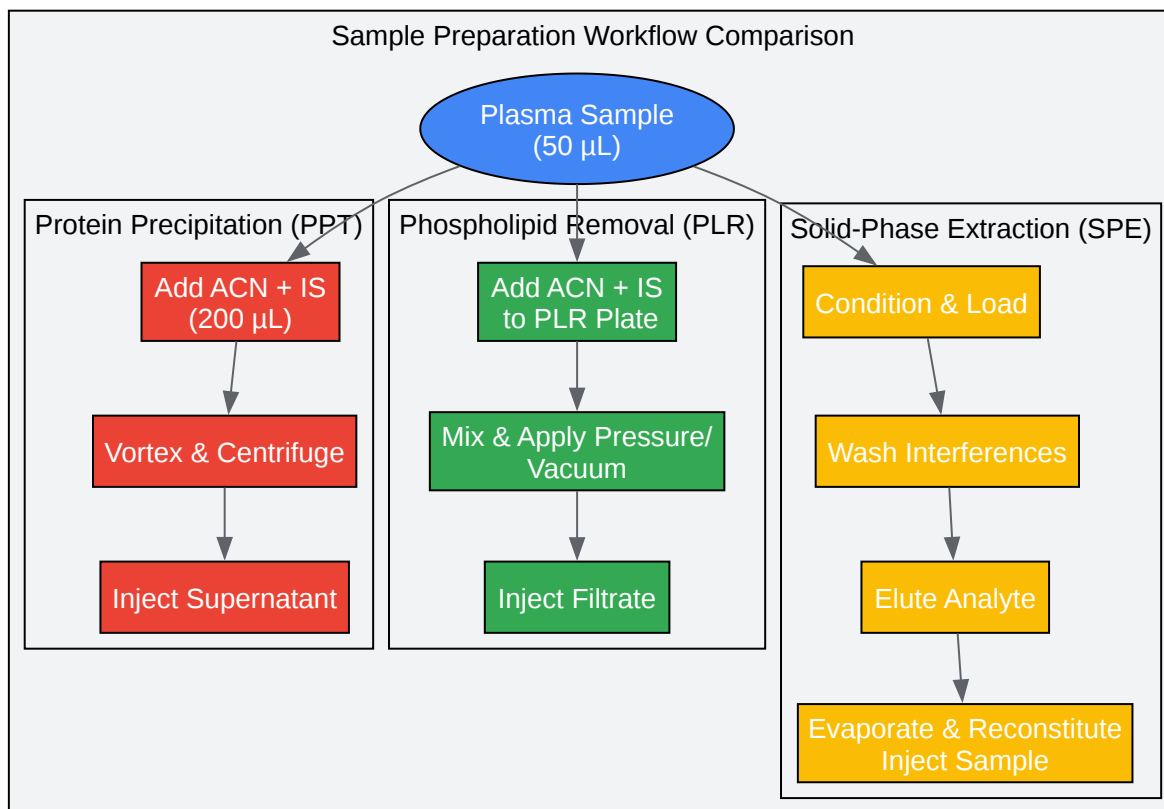 Sample Preparation Workflow Comparison
Plasma Sample
(50 µL)
Protein Precipitation (PPT)
Add ACN + IS
(200 µL)
Vortex & Centrifuge
Inject Supernatant
Phospholipid Removal (PLR)
Add ACN + IS
to PLR Plate
Mix & Apply Pressure/
Vacuum
Inject Filtrate
Solid-Phase Extraction (SPE)
Condition & Load
Wash Interferences
Elute Analyte
Evaporate & Reconstitute
Inject Sample